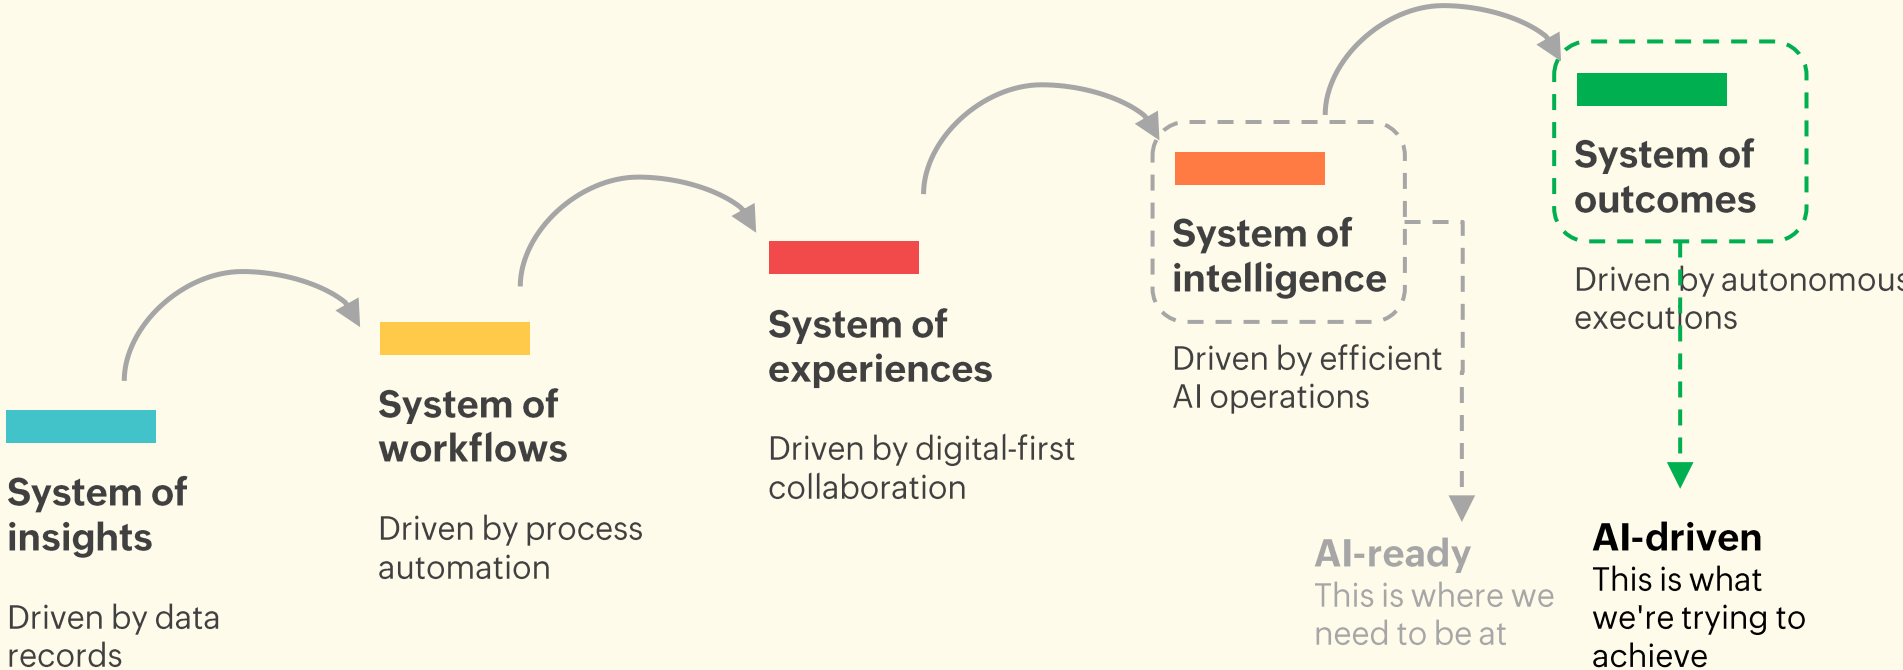 System of
insights
Driven by data
records
System of
workflows
Driven by process
automation
System of
experiences
Driven by digital-first
collaboration
System of
intelligence
Driven by efficient
AI operations
AI-ready
This is where we
need to be at
System of
outcomes
Driven by autonomous
executions
AI-driven
This is what
we're trying to
achieve